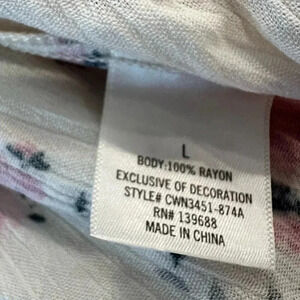 L
BODY:100% RAYON
EXCLUSIVE OF DECORATION
STYLE# CWN3451-874A
RN# 139688
MADE IN CHINA